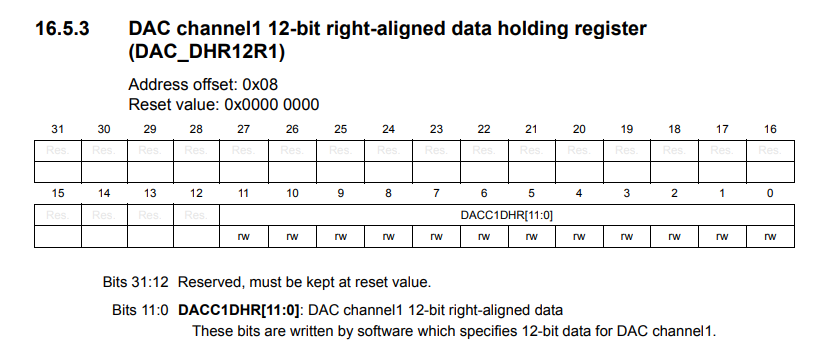 16.5.3 DAC channel1 12-bit right-aligned data holding register
(DAC_DHR12R1)
Address offset: 0x08
Reset value: 0x0000 0000
31 30 29 28 27 26 25 24 23 22 21 20 19 18 17 16
Res. Res. Res. Res. Res. Res. Res. Res. Res. Res. Res. Res. Res. Res. Res. Res.
15 14 13 12 11 10 9 8 7 6 5 4 3 2 1 0
Res. Res. Res. Res. DACC1DHR[11:0]
rw rw rw rw rw rw rw rw rw rw rw rw
Bits 31:12 Reserved, must be kept at reset value.
Bits 11:0 DACC1DHR[11:0]: DAC channel1 12-bit right-aligned data
These bits are written by software which specifies 12-bit data for DAC channel1.